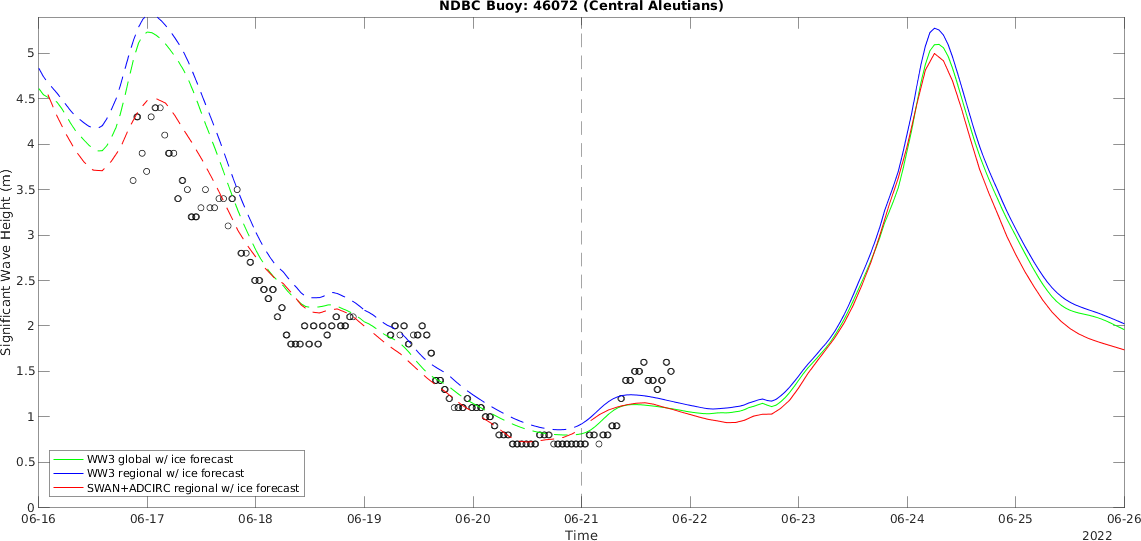 NDBC Buoy: 46072 (Central Aleutians)
Significant Wave Height (m)
5
4.5
4
3.5
3
2.5
2
1.5
1
0.5
0
WW3 global w/ ice forecast
WW3 regional w/ ice forecast
SWAN+ADCIRC regional w/ ice forecast
06-16 06-17 06-18 06-19 06-20 06-21 06-22 06-23 06-24 06-25 06-26
Time
2022